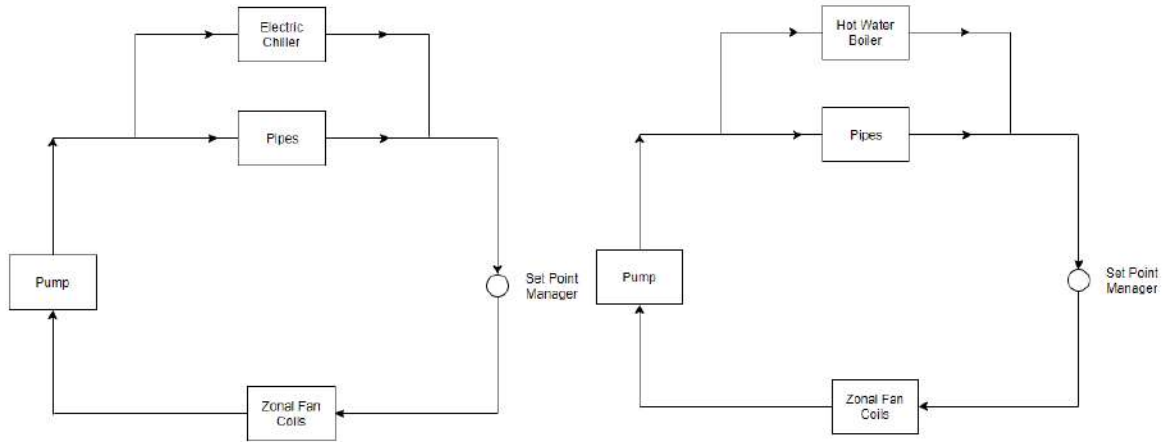 Electric
Chiller
Pipes
Pump
Set Point
Manager
Zonal Fan
Coils
Hot Water
Boiler
Pipes
Pump
Set Point
Manager
Zonal Fan
Coils